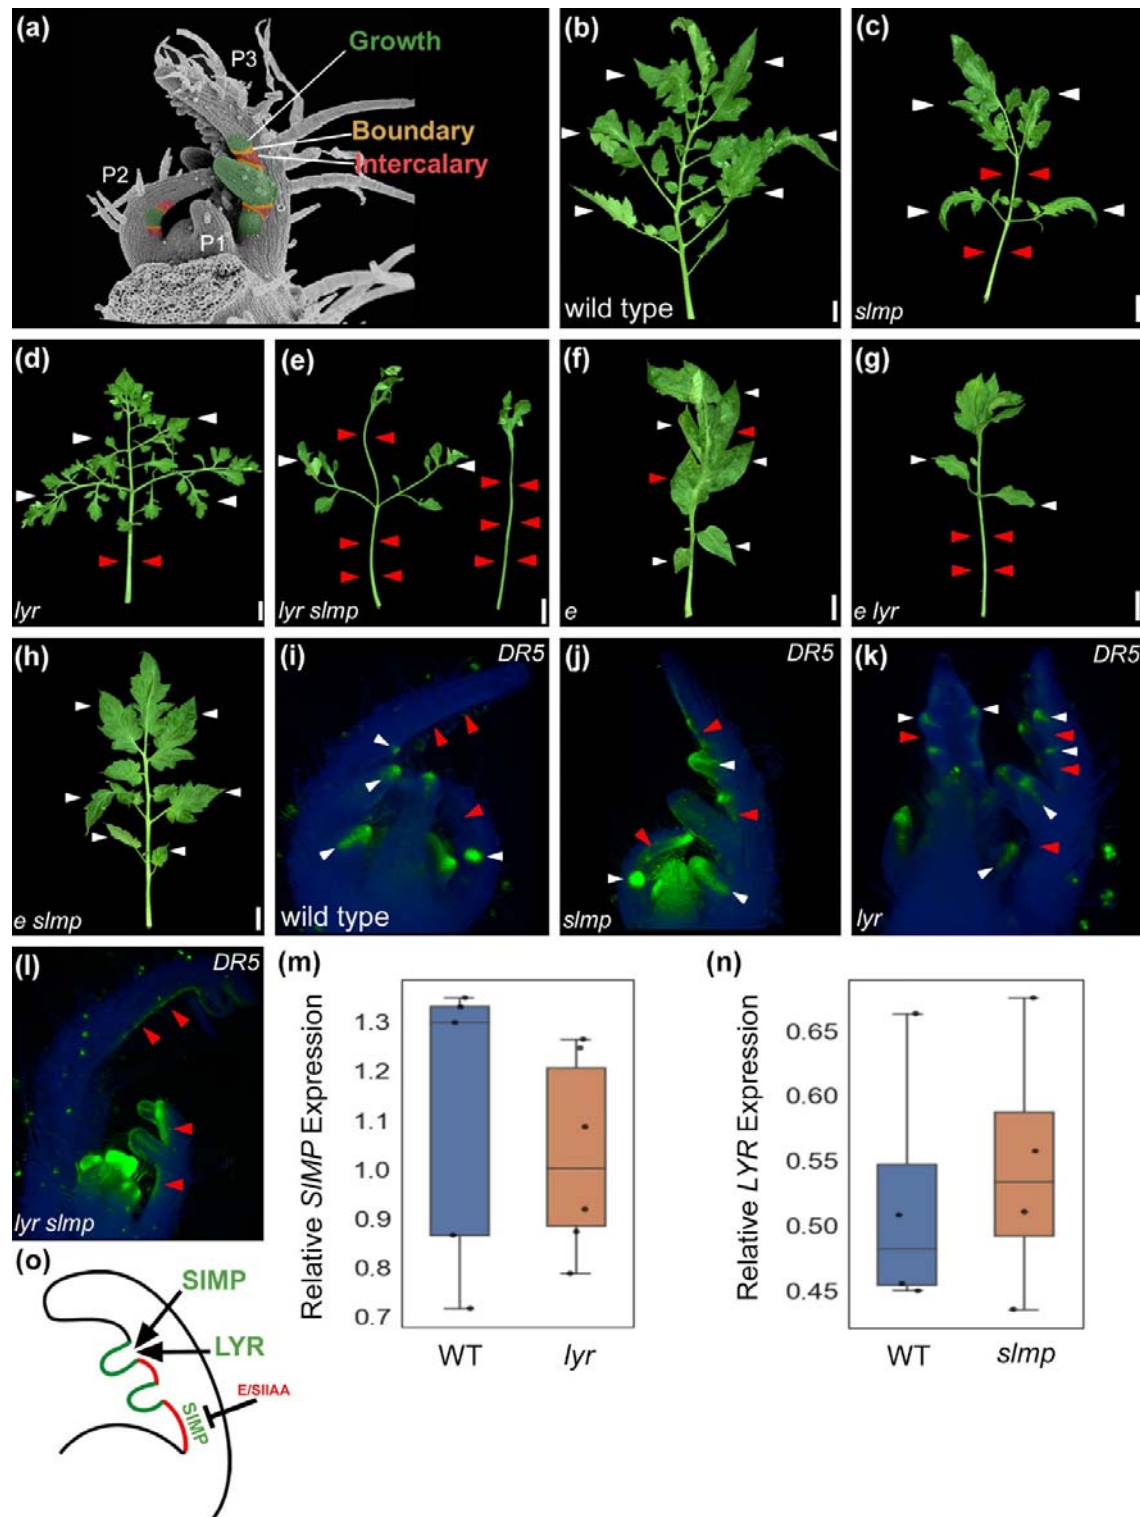 (a)
Growth
P3
Boundary
Intercalary
P2
P1
(b)
wild type
(c)
slmp
(d)
lyr
(e)
lyr slmp
(f)
e
(g)
e lyr
(h)
e slmp
(i)
DR5
wild type
(j)
DR5
slmp
(k)
DR5
lyr
(l)
DR5
lyr slmp
(m)
Relative SlMP Expression
1.3
1.2
1.1
1.0
0.9
0.8
0.7
WT
lyr
(n)
Relative LYR Expression
0.65
0.60
0.55
0.50
0.45
WT
slmp
(o)
SlMP
LYR
E/SlIAA
SlMP